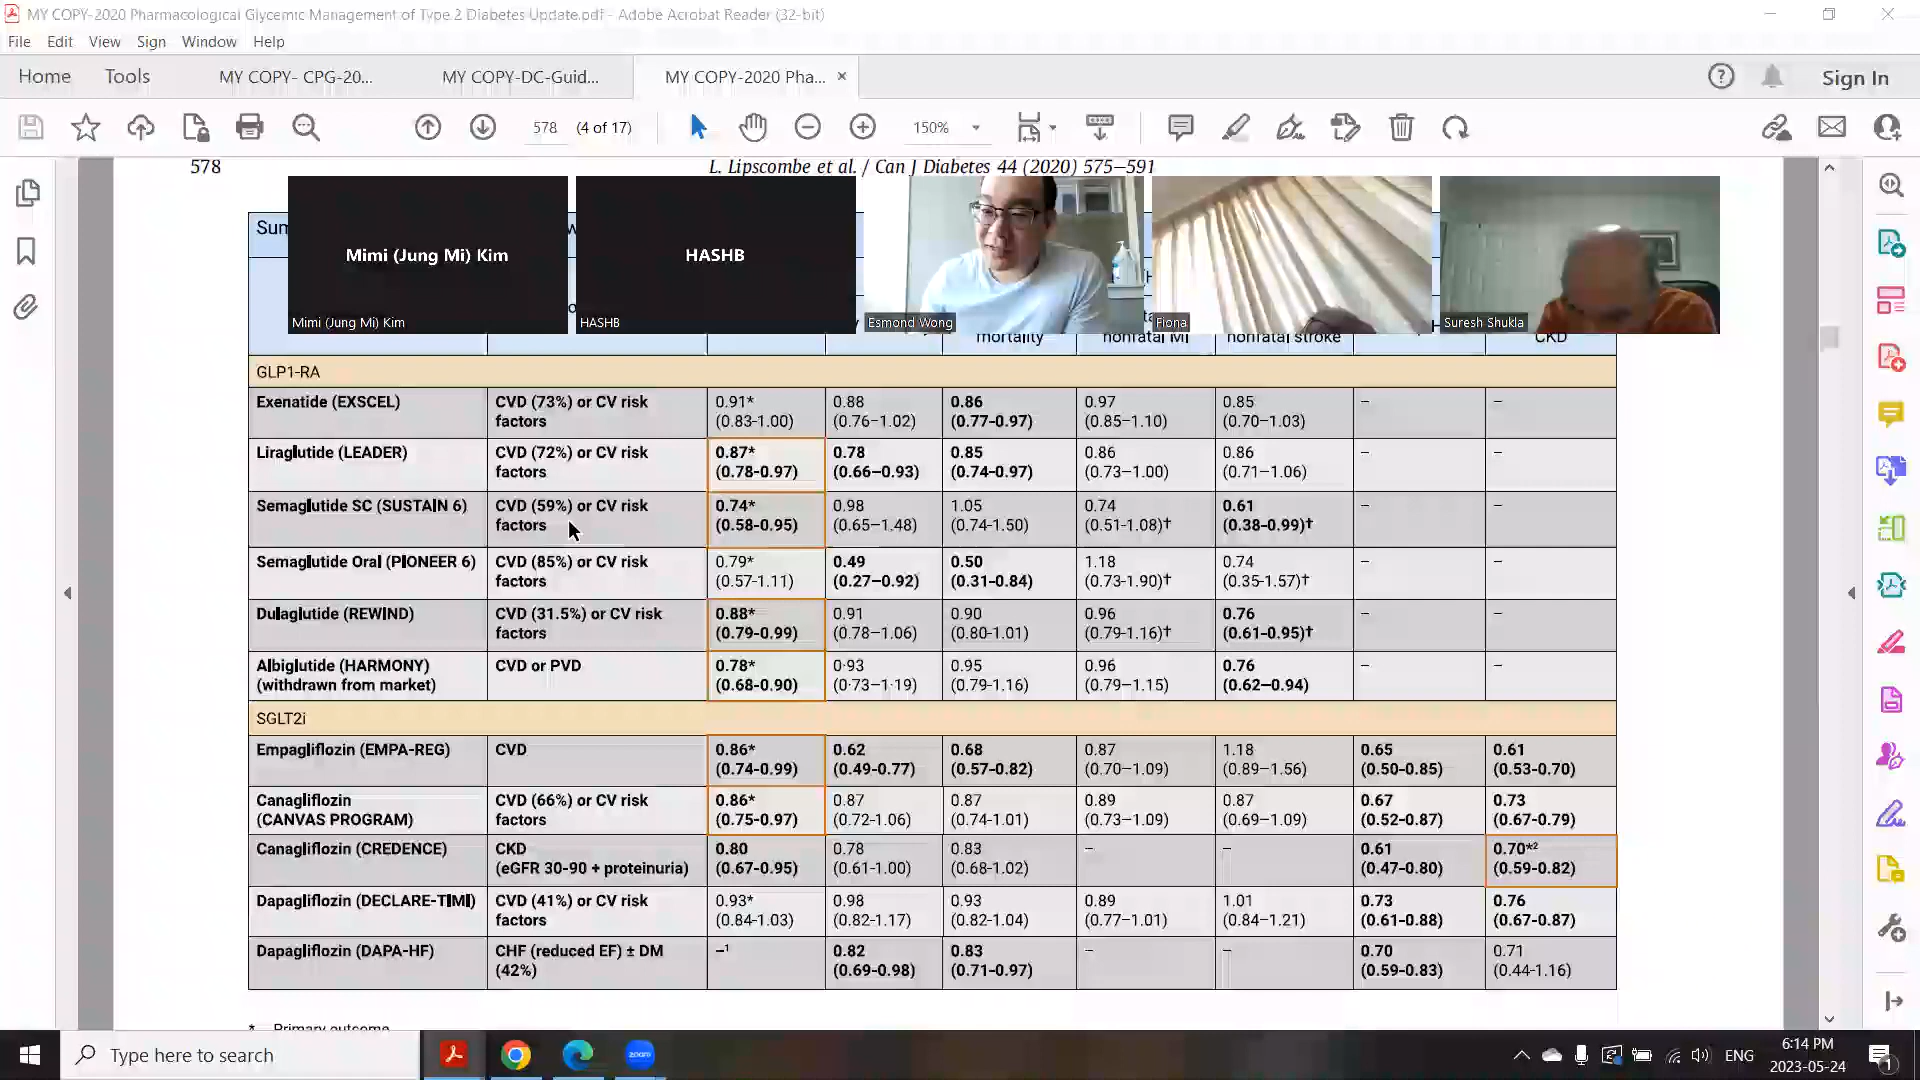 MY COPY-2020 Pharmacological Glycemic Management of Type 2 Diabetes Update.pdf - Adobe Acrobat Reader (32-bit)
File Edit View Sign Window Help
Home Tools MY COPY- CPG-20... MY COPY-DC-Guid... MY COPY-2020 Pha... × Sign In
578 (4 of 17) 150%
578 L. Lipscombe et al. / Can J Diabetes 44 (2020) 575–591
Mimi (Jung Mi) Kim
HASHB
Mimi (Jung Mi) Kim
HASHB
Esmond Wong
Fiona
Suresh Shukla
mortality
nonfatal MI
nonfatal stroke
CKD
GLP1-RA
Exenatide (EXSCEL) CVD (73%) or CV risk 0.91* 0.88 0.86 0.97 0.85 – –
factors (0.83-1.00) (0.76–1.02) (0.77-0.97) (0.85–1.10) (0.70–1.03)
Liraglutide (LEADER) CVD (72%) or CV risk 0.87* 0.78 0.85 0.86 0.86 – –
factors (0.78-0.97) (0.66–0.93) (0.74-0.97) (0.73–1.00) (0.71–1.06)
Semaglutide SC (SUSTAIN 6) CVD (59%) or CV risk 0.74* 0.98 1.05 0.74 0.61 – –
factors (0.58-0.95) (0.65–1.48) (0.74-1.50) (0.51-1.08)† (0.38-0.99)†
Semaglutide Oral (PIONEER 6) CVD (85%) or CV risk 0.79* 0.49 0.50 1.18 0.74 – –
factors (0.57-1.11) (0.27–0.92) (0.31-0.84) (0.73-1.90)† (0.35-1.57)†
Dulaglutide (REWIND) CVD (31.5%) or CV risk 0.88* 0.91 0.90 0.96 0.76 – –
factors (0.79-0.99) (0.78–1.06) (0.80-1.01) (0.79-1.16)† (0.61-0.95)†
Albiglutide (HARMONY) CVD or PVD 0.78* 0·93 0.95 0.96 0.76 – –
(withdrawn from market) (0.68-0.90) (0·73–1·19) (0.79-1.16) (0.79–1.15) (0.62–0.94)
SGLT2i
Empagliflozin (EMPA-REG) CVD 0.86* 0.62 0.68 0.87 1.18 0.65 0.61
(0.74-0.99) (0.49-0.77) (0.57-0.82) (0.70–1.09) (0.89–1.56) (0.50-0.85) (0.53-0.70)
Canagliflozin CVD (66%) or CV risk 0.86* 0.87 0.87 0.89 0.87 0.67 0.73
(CANVAS PROGRAM) factors (0.75-0.97) (0.72-1.06) (0.74-1.01) (0.73–1.09) (0.69–1.09) (0.52-0.87) (0.67-0.79)
Canagliflozin (CREDENCE) CKD 0.80 0.78 0.83 – – 0.61 0.70*²
(eGFR 30-90 + proteinuria) (0.67-0.95) (0.61-1.00) (0.68-1.02) (0.47-0.80) (0.59-0.82)
Dapagliflozin (DECLARE-TIMI) CVD (41%) or CV risk 0.93* 0.98 0.93 0.89 1.01 0.73 0.76
factors (0.84-1.03) (0.82-1.17) (0.82-1.04) (0.77-1.01) (0.84-1.21) (0.61-0.88) (0.67-0.87)
Dapagliflozin (DAPA-HF) CHF (reduced EF) ± DM –¹ 0.82 0.83 – – 0.70 0.71
(42%) (0.69-0.98) (0.71-0.97) (0.59-0.83) (0.44-1.16)
* Primary outcome
Type here to search
zoom
ENG
6:14 PM
2023-05-24
1